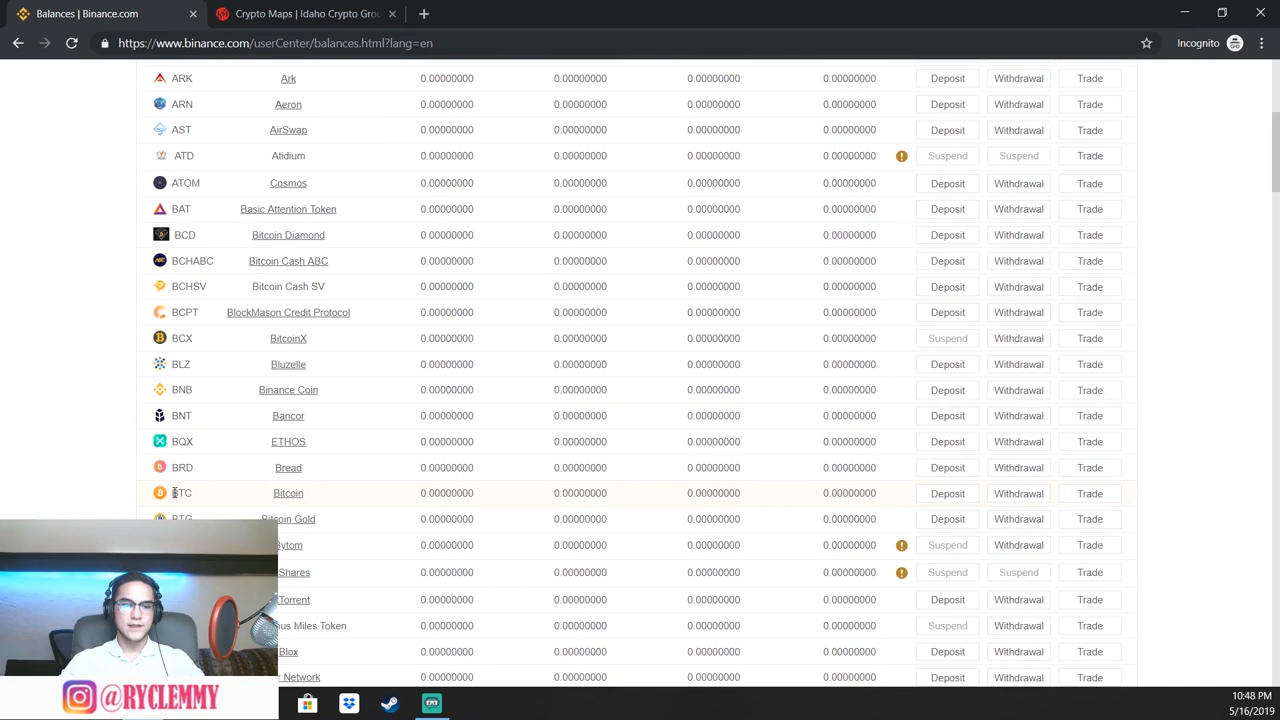 Balances | Binance.com
Crypto Maps | Idaho Crypto Grou
https://www.binance.com/userCenter/balances.html?lang=en
Incognito
ARK Ark 0.00000000 0.00000000 0.00000000 0.00000000 Deposit Withdrawal Trade
ARN Aeron 0.00000000 0.00000000 0.00000000 0.00000000 Deposit Withdrawal Trade
AST AirSwap 0.00000000 0.00000000 0.00000000 0.00000000 Deposit Withdrawal Trade
ATD Atidium 0.00000000 0.00000000 0.00000000 0.00000000 Suspend Suspend Trade
ATOM Cosmos 0.00000000 0.00000000 0.00000000 0.00000000 Deposit Withdrawal Trade
BAT Basic Attention Token 0.00000000 0.00000000 0.00000000 0.00000000 Deposit Withdrawal Trade
BCD Bitcoin Diamond 0.00000000 0.00000000 0.00000000 0.00000000 Deposit Withdrawal Trade
BCHABC Bitcoin Cash ABC 0.00000000 0.00000000 0.00000000 0.00000000 Deposit Withdrawal Trade
BCHSV Bitcoin Cash SV 0.00000000 0.00000000 0.00000000 0.00000000 Deposit Withdrawal Trade
BCPT BlockMason Credit Protocol 0.00000000 0.00000000 0.00000000 0.00000000 Deposit Withdrawal Trade
BCX BitcoinX 0.00000000 0.00000000 0.00000000 0.00000000 Suspend Withdrawal Trade
BLZ Bluzelle 0.00000000 0.00000000 0.00000000 0.00000000 Deposit Withdrawal Trade
BNB Binance Coin 0.00000000 0.00000000 0.00000000 0.00000000 Deposit Withdrawal Trade
BNT Bancor 0.00000000 0.00000000 0.00000000 0.00000000 Deposit Withdrawal Trade
BQX ETHOS 0.00000000 0.00000000 0.00000000 0.00000000 Deposit Withdrawal Trade
BRD Bread 0.00000000 0.00000000 0.00000000 0.00000000 Deposit Withdrawal Trade
BTC Bitcoin 0.00000000 0.00000000 0.00000000 0.00000000 Deposit Withdrawal Trade
BTG Bitcoin Gold 0.00000000 0.00000000 0.00000000 0.00000000 Deposit Withdrawal Trade
Bytom 0.00000000 0.00000000 0.00000000 0.00000000 Suspend Withdrawal Trade
Shares 0.00000000 0.00000000 0.00000000 0.00000000 Suspend Suspend Trade
Torrent 0.00000000 0.00000000 0.00000000 0.00000000 Deposit Withdrawal Trade
us Miles Token 0.00000000 0.00000000 0.00000000 0.00000000 Suspend Withdrawal Trade
Blox 0.00000000 0.00000000 0.00000000 0.00000000 Deposit Withdrawal Trade
Network 0.00000000 0.00000000 0.00000000 0.00000000 Deposit Withdrawal Trade
@RYCLEMMY
10:48 PM
5/16/2019